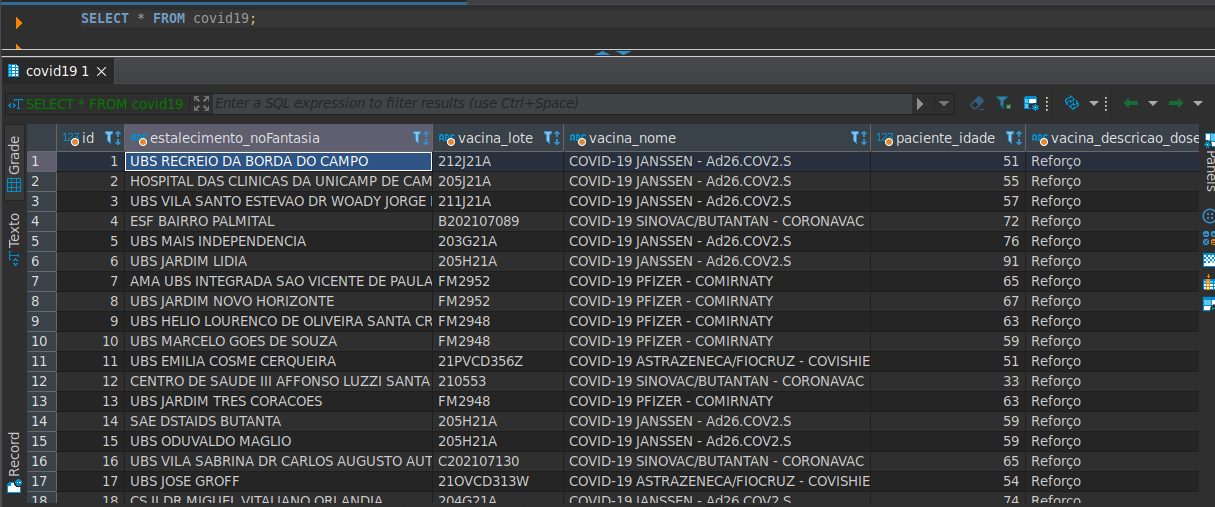 SELECT * FROM covid19;
covid19 1
SELECT * FROM covid19 Enter a SQL expression to filter results (use Ctrl+Space)
Grade
Texto
Record
Panels
123 id ABC estalecimento_noFantasia ABC vacina_lote ABC vacina_nome 123 paciente_idade ABC vacina_descricao_dose
1 1 UBS RECREIO DA BORDA DO CAMPO 212J21A COVID-19 JANSSEN - Ad26.COV2.S 51 Reforço
2 2 HOSPITAL DAS CLINICAS DA UNICAMP DE CAM 205J21A COVID-19 JANSSEN - Ad26.COV2.S 55 Reforço
3 3 UBS VILA SANTO ESTEVAO DR WOADY JORGE 211J21A COVID-19 JANSSEN - Ad26.COV2.S 57 Reforço
4 4 ESF BAIRRO PALMITAL B202107089 COVID-19 SINOVAC/BUTANTAN - CORONAVAC 72 Reforço
5 5 UBS MAIS INDEPENDENCIA 203G21A COVID-19 JANSSEN - Ad26.COV2.S 76 Reforço
6 6 UBS JARDIM LIDIA 205H21A COVID-19 JANSSEN - Ad26.COV2.S 91 Reforço
7 7 AMA UBS INTEGRADA SAO VICENTE DE PAULA FM2952 COVID-19 PFIZER - COMIRNATY 65 Reforço
8 8 UBS JARDIM NOVO HORIZONTE FM2952 COVID-19 PFIZER - COMIRNATY 67 Reforço
9 9 UBS HELIO LOURENCO DE OLIVEIRA SANTA CR FM2948 COVID-19 PFIZER - COMIRNATY 63 Reforço
10 10 UBS MARCELO GOES DE SOUZA FM2948 COVID-19 PFIZER - COMIRNATY 59 Reforço
11 11 UBS EMILIA COSME CERQUEIRA 21PVCD356Z COVID-19 ASTRAZENECA/FIOCRUZ - COVISHIE 51 Reforço
12 12 CENTRO DE SAUDE III AFFONSO LUZZI SANTA 210553 COVID-19 SINOVAC/BUTANTAN - CORONAVAC 33 Reforço
13 13 UBS JARDIM TRES CORACOES FM2948 COVID-19 PFIZER - COMIRNATY 63 Reforço
14 14 SAE DSTAIDS BUTANTA 205H21A COVID-19 JANSSEN - Ad26.COV2.S 59 Reforço
15 15 UBS ODUVALDO MAGLIO 205H21A COVID-19 JANSSEN - Ad26.COV2.S 59 Reforço
16 16 UBS VILA SABRINA DR CARLOS AUGUSTO AUT C202107130 COVID-19 SINOVAC/BUTANTAN - CORONAVAC 65 Reforço
17 17 UBS JOSE GROFF 21OVCD313W COVID-19 ASTRAZENECA/FIOCRUZ - COVISHIE 54 Reforço
18 18 CS II DR MIGUEL VITALIANO ORLANDIA 204G21A COVID-19 JANSSEN - Ad26.COV2.S 74 Reforço